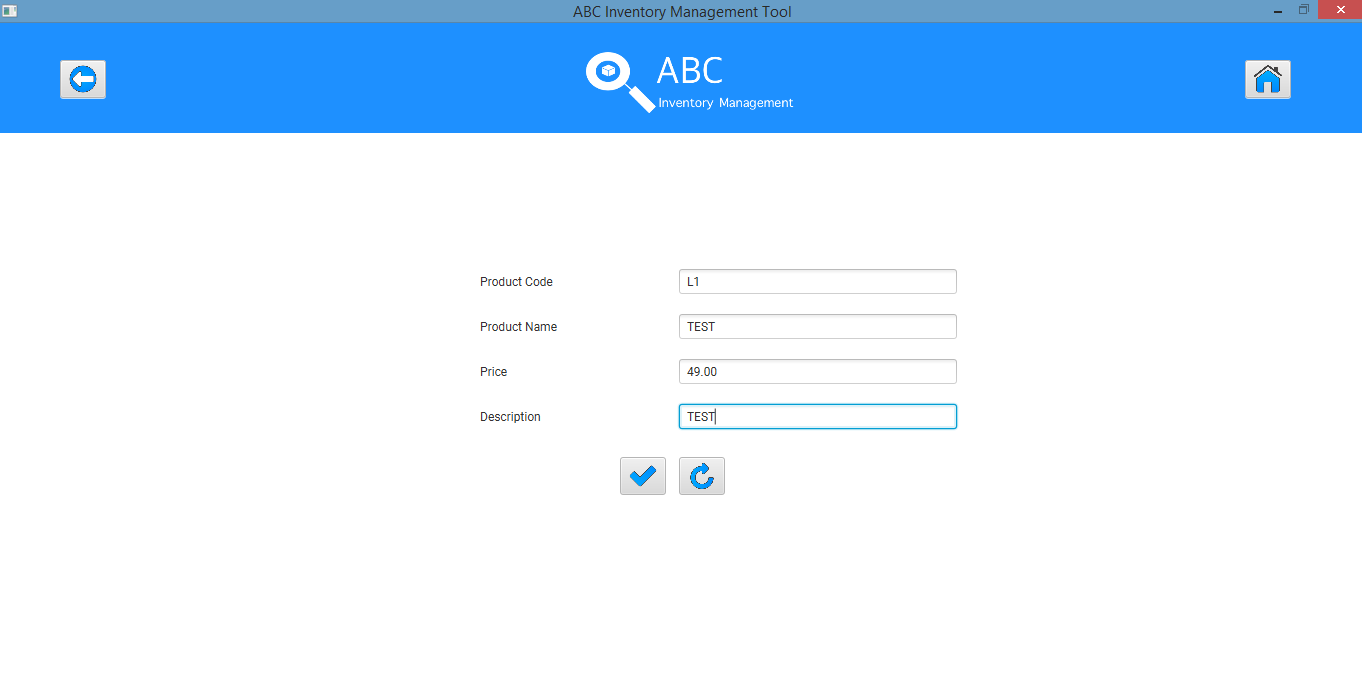 ABC Inventory Management Tool
ABC
Inventory Management
Product Code L1
Product Name TEST
Price 49.00
Description TEST